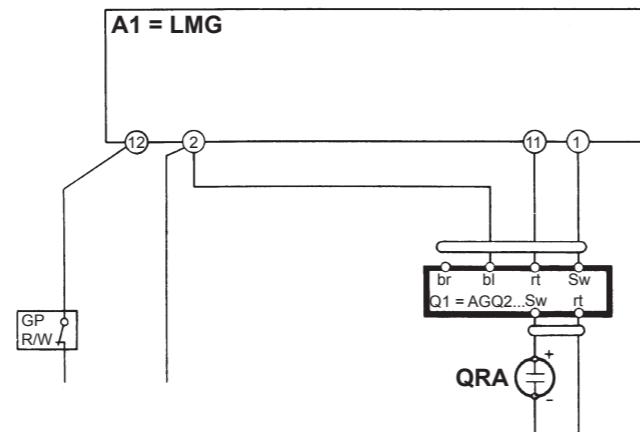 A1 = LMG
12 2 11 1
br bl rt Sw
Q1 = AGQ2... Sw rt
GP
R/W
QRA
+
-